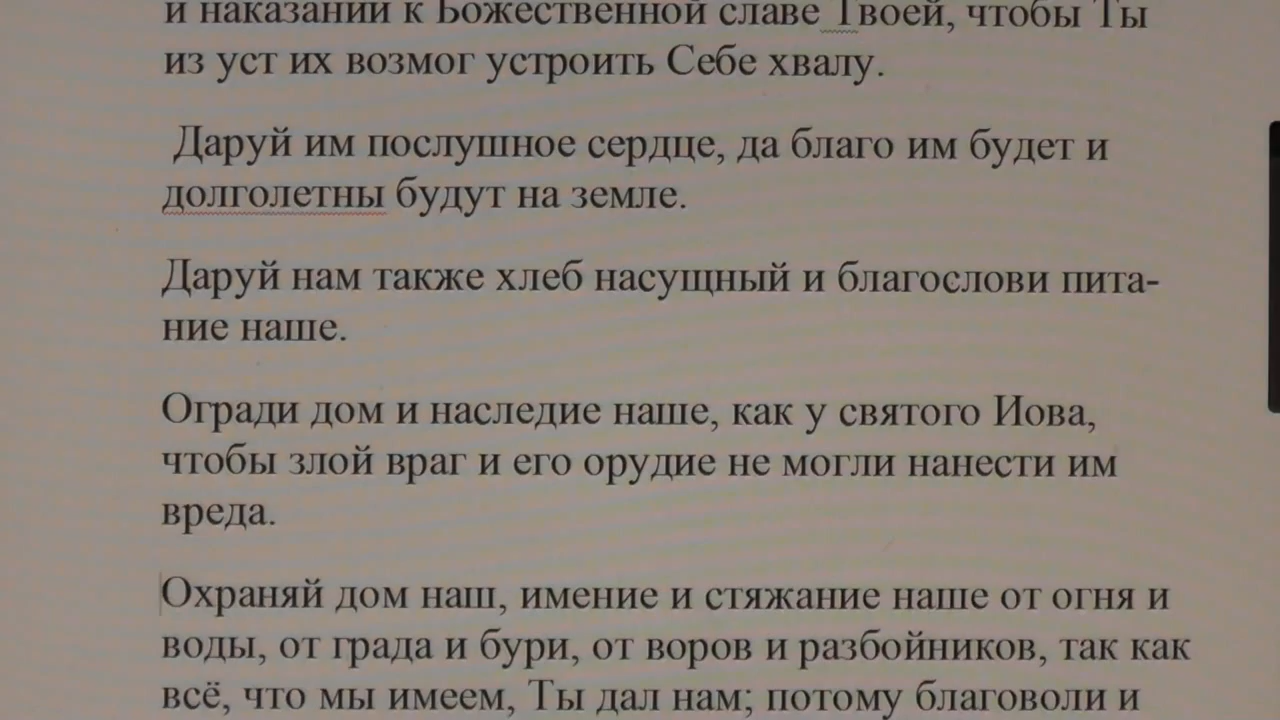 и наказании к Божественной славе Твоей, чтобы Ты
из уст их возмог устроить Себе хвалу.
Даруй им послушное сердце, да благо им будет и
долголетны будут на земле.
Даруй нам также хлеб насущный и благослови пита-
ние наше.
Огради дом и наследие наше, как у святого Иова,
чтобы злой враг и его орудие не могли нанести им
вреда.
Охраняй дом наш, имение и стяжание наше от огня и
воды, от града и бури, от воров и разбойников, так как
всё, что мы имеем, Ты дал нам; потому благоволи и